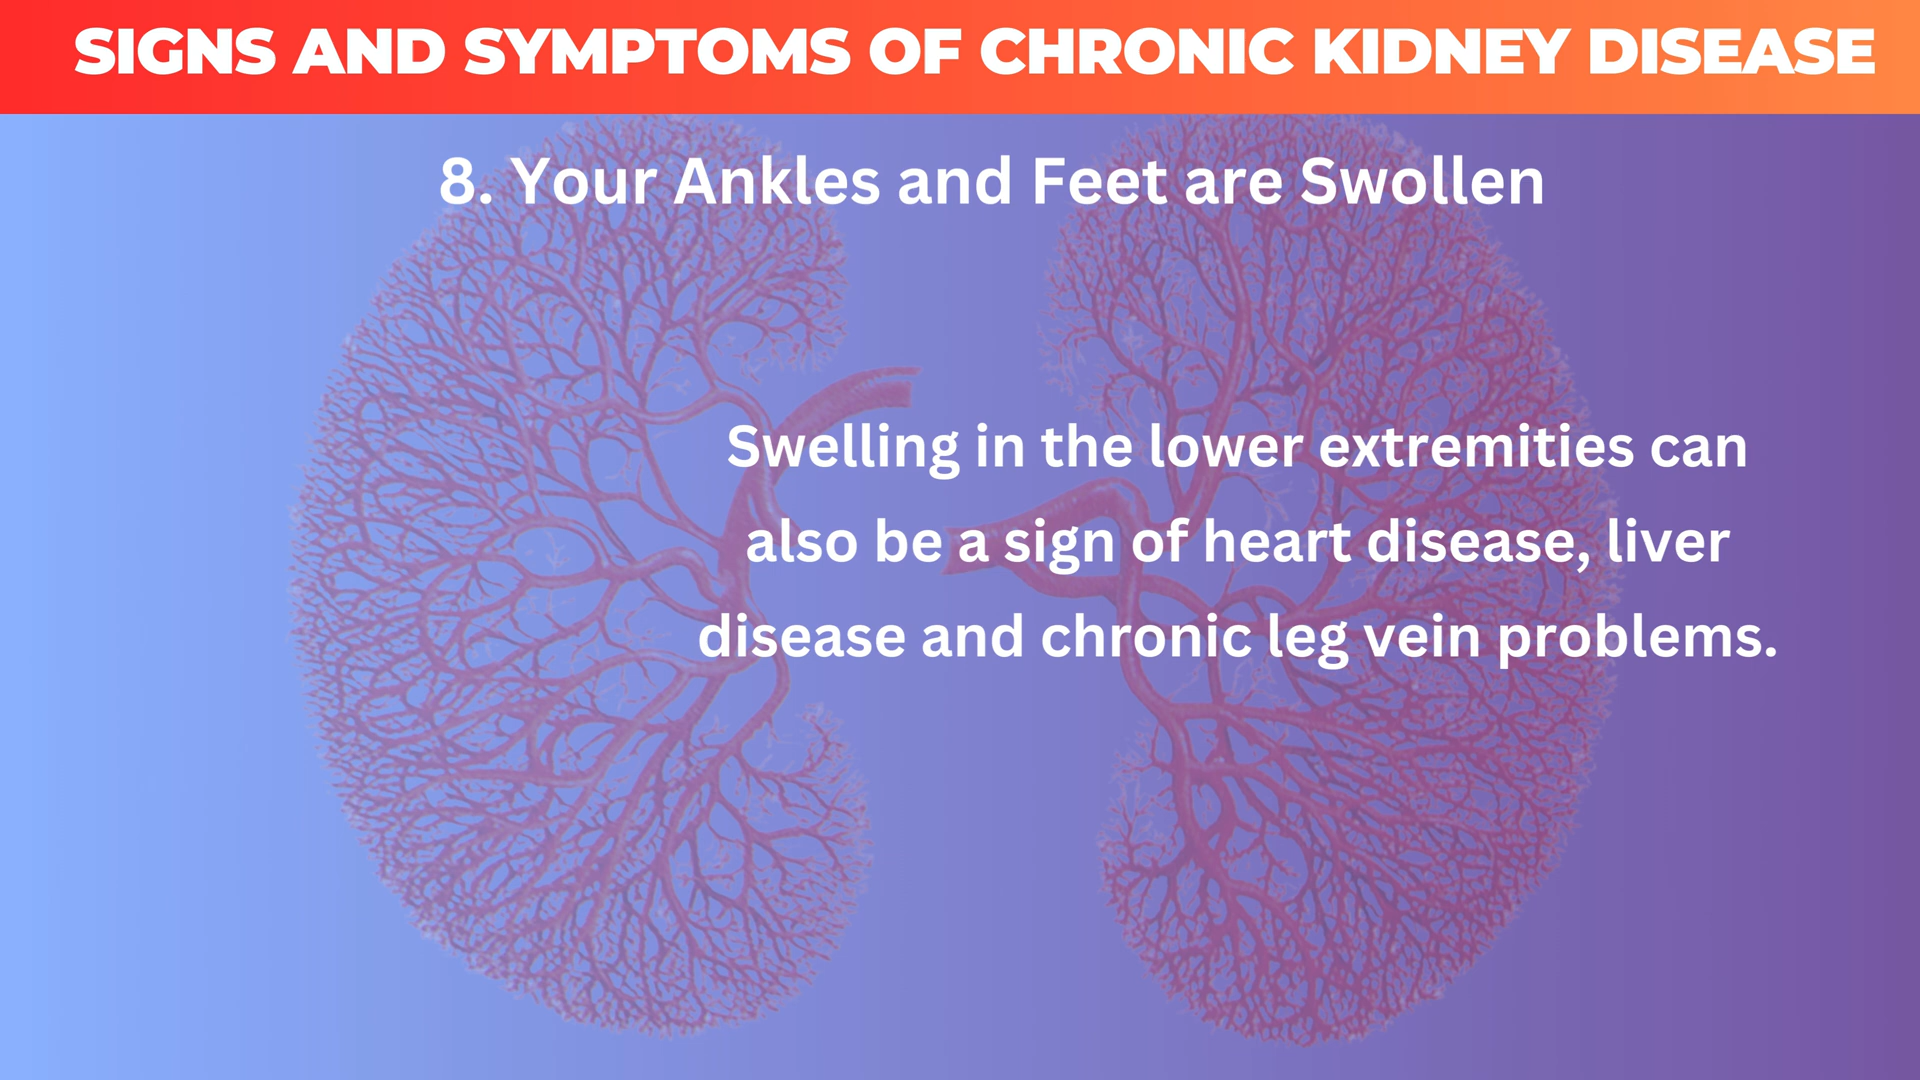 SIGNS AND SYMPTOMS OF CHRONIC KIDNEY DISEASE
8. Your Ankles and Feet are Swollen
Swelling in the lower extremities can
also be a sign of heart disease, liver
disease and chronic leg vein problems.